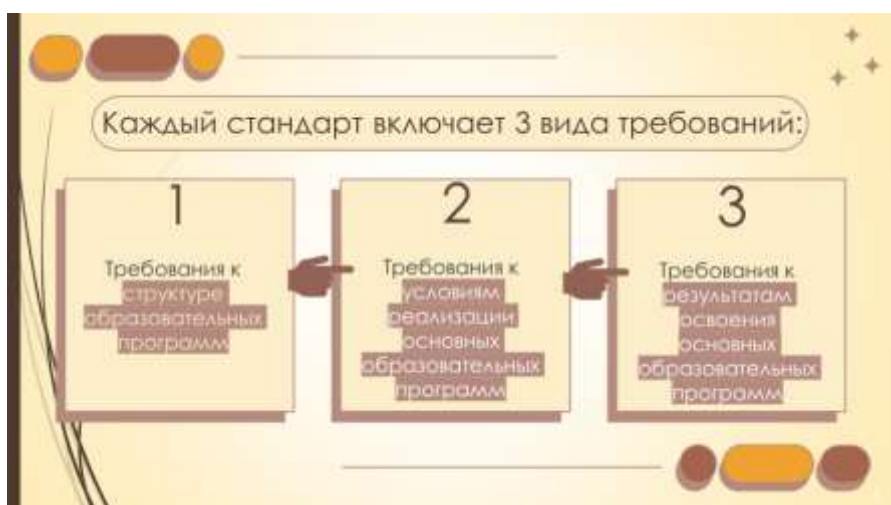 Каждый стандарт включает 3 вида требований:
1
Требования к
структуре
образовательных
программ
2
Требования к
условиям
реализации
основных
образовательных
программ
3
Требования к
результатам
освоения
основных
образовательных
программ